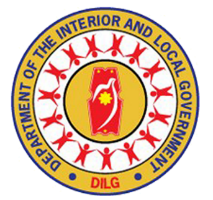 DEPARTMENT OF THE INTERIOR AND LOCAL GOVERNMENT
• DILG •